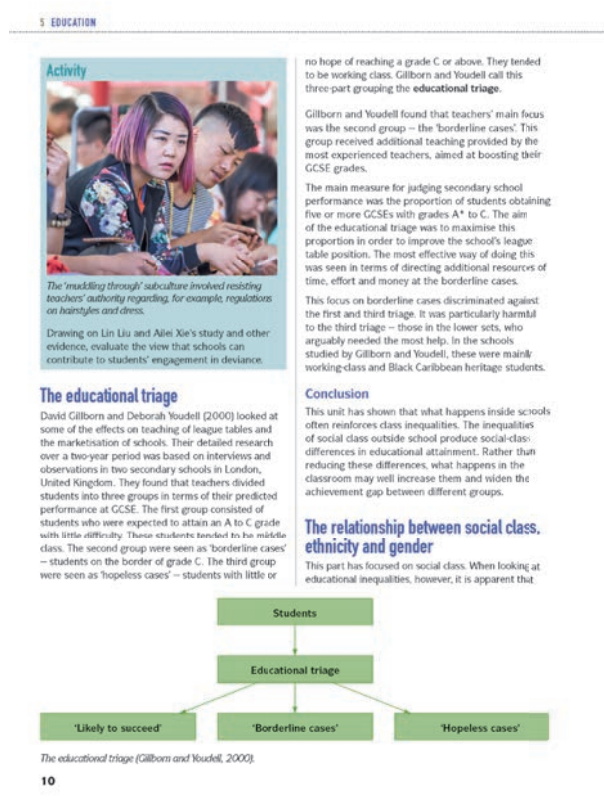 5 EDUCATION
Activity
The 'muddling through' subculture involved resisting
teachers' authority regarding, for example, regulations
on hairstyles and dress.
Drawing on Lin Liu and Ailei Xie's study and other
evidence, evaluate the view that schools can
contribute to students' engagement in deviance.
The educational triage
David Gillborn and Deborah Youdell (2000) looked at
some of the effects on teaching of league tables and
the marketisation of schools. Their detailed research
over a two-year period was based on interviews and
observations in two secondary schools in London,
United Kingdom. They found that teachers divided
students into three groups in terms of their predicted
performance at GCSE. The first group consisted of
students who were expected to attain an A to C grade
with little difficulty. These students tended to be middle
class. The second group were seen as 'borderline cases'
– students on the border of grade C. The third group
were seen as 'hopeless cases' – students with little or
no hope of reaching a grade C or above. They tended
to be working class. Gillborn and Youdell call this
three-part grouping the educational triage.
Gillborn and Youdell found that teachers' main focus
was the second group – the 'borderline cases'. This
group received additional teaching provided by the
most experienced teachers, aimed at boosting their
GCSE grades.
The main measure for judging secondary school
performance was the proportion of students obtaining
five or more GCSEs with grades A* to C. The aim
of the educational triage was to maximise this
proportion in order to improve the school's league
table position. The most effective way of doing this
was seen in terms of directing additional resources of
time, effort and money at the borderline cases.
This focus on borderline cases discriminated against
the first and third triage. It was particularly harmful
to the third triage – those in the lower sets, who
arguably needed the most help. In the schools
studied by Gillborn and Youdell, these were mainly
working-class and Black Caribbean heritage students.
Conclusion
This unit has shown that what happens inside schools
often reinforces class inequalities. The inequalities
of social class outside school produce social-class
differences in educational attainment. Rather than
reducing these differences, what happens in the
classroom may well increase them and widen the
achievement gap between different groups.
The relationship between social class,
ethnicity and gender
This part has focused on social class. When looking at
educational inequalities, however, it is apparent that
Students
Educational triage
'Likely to succeed'
'Borderline cases'
'Hopeless cases'
The educational triage (Gillborn and Youdell, 2000).
10